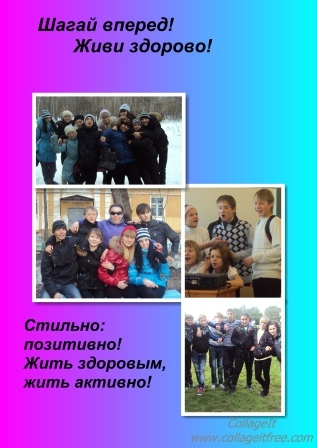 Шагай вперед!
Живи здорово!
Стильно:
позитивно!
Жить здоровым,
жить активно!
CollageIt
www.collageitfree.com